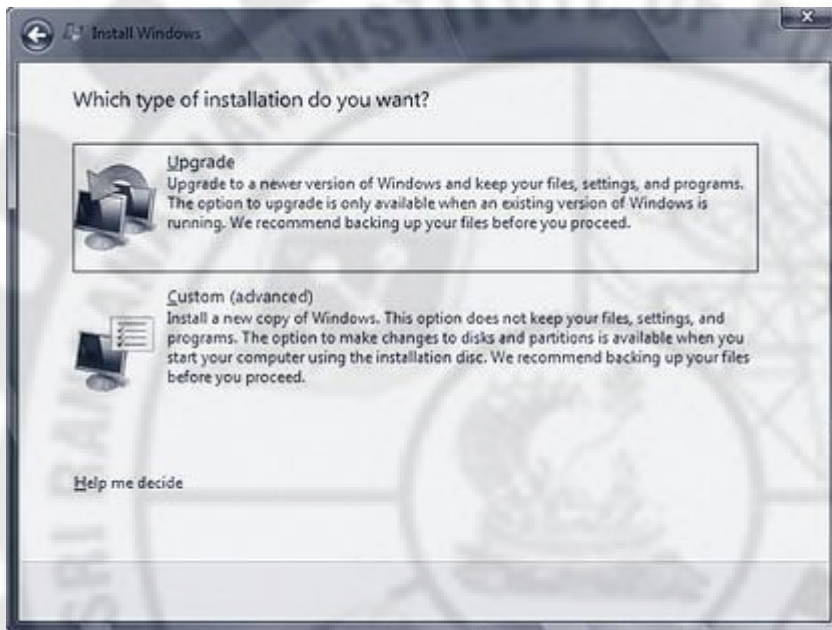 Install Windows
Which type of installation do you want?
Upgrade
Upgrade to a newer version of Windows and keep your files, settings, and programs.
The option to upgrade is only available when an existing version of Windows is
running. We recommend backing up your files before you proceed.
Custom (advanced)
Install a new copy of Windows. This option does not keep your files, settings, and
programs. The option to make changes to disks and partitions is available when you
start your computer using the installation disc. We recommend backing up your files
before you proceed.
Help me decide
INSTITUTE OF
SRI